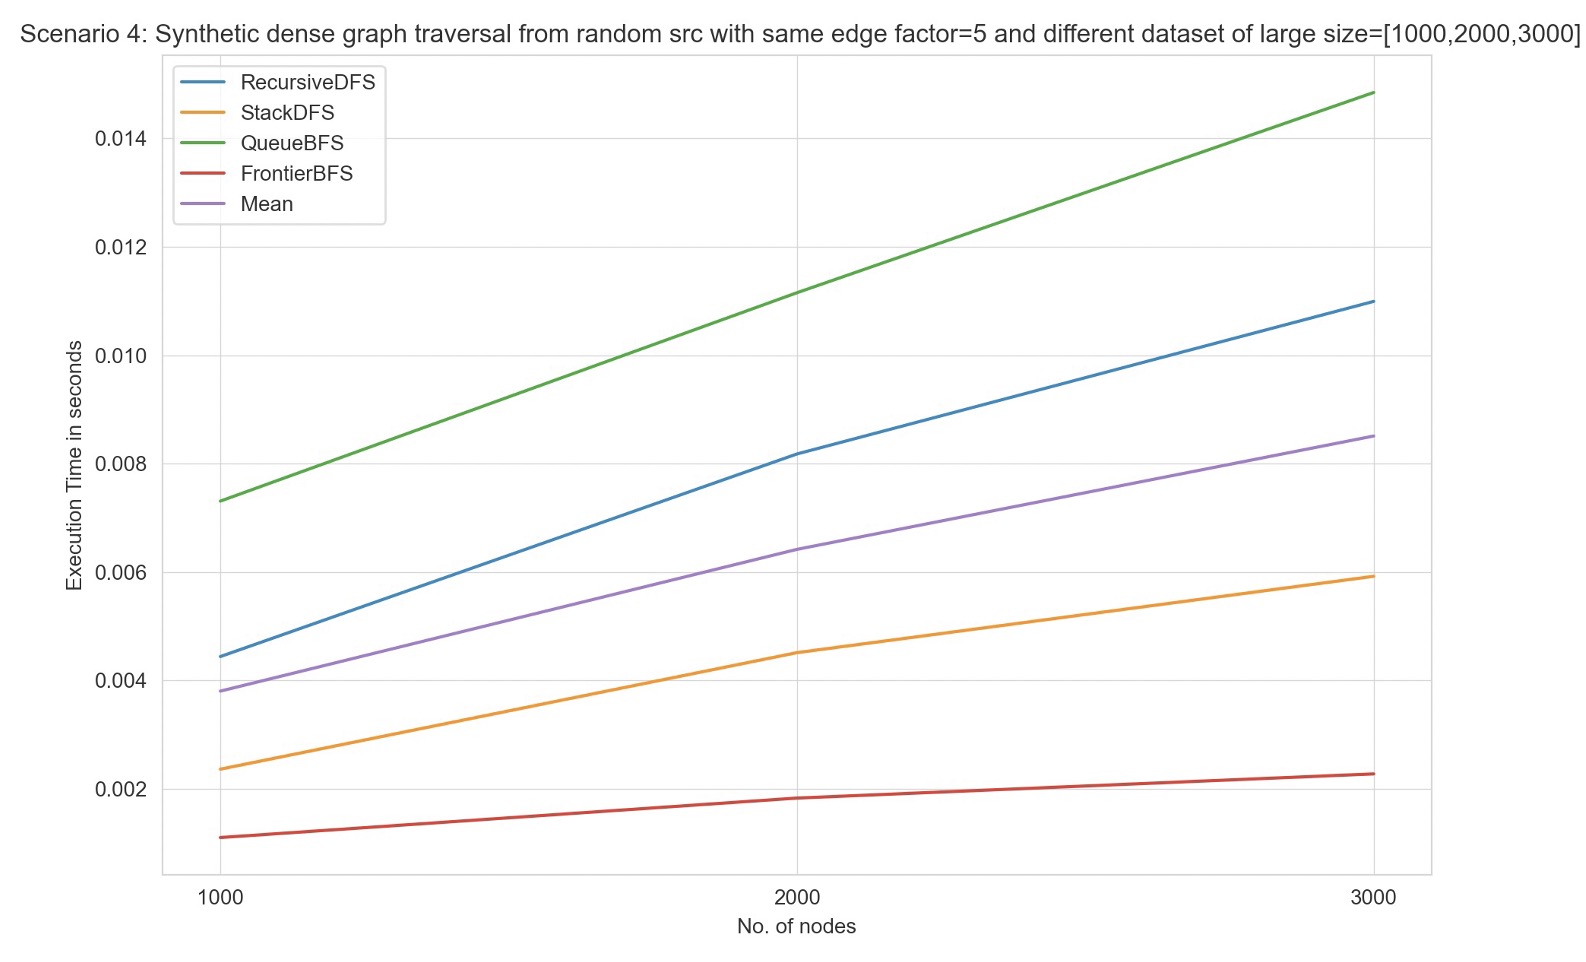 Scenario 4: Synthetic dense graph traversal from random src with same edge factor=5 and different dataset of large size=[1000,2000,3000]
RecursiveDFS
StackDFS
QueueBFS
FrontierBFS
Mean
0.014
0.012
0.010
0.008
0.006
0.004
0.002
Execution Time in seconds
1000 2000 3000
No. of nodes